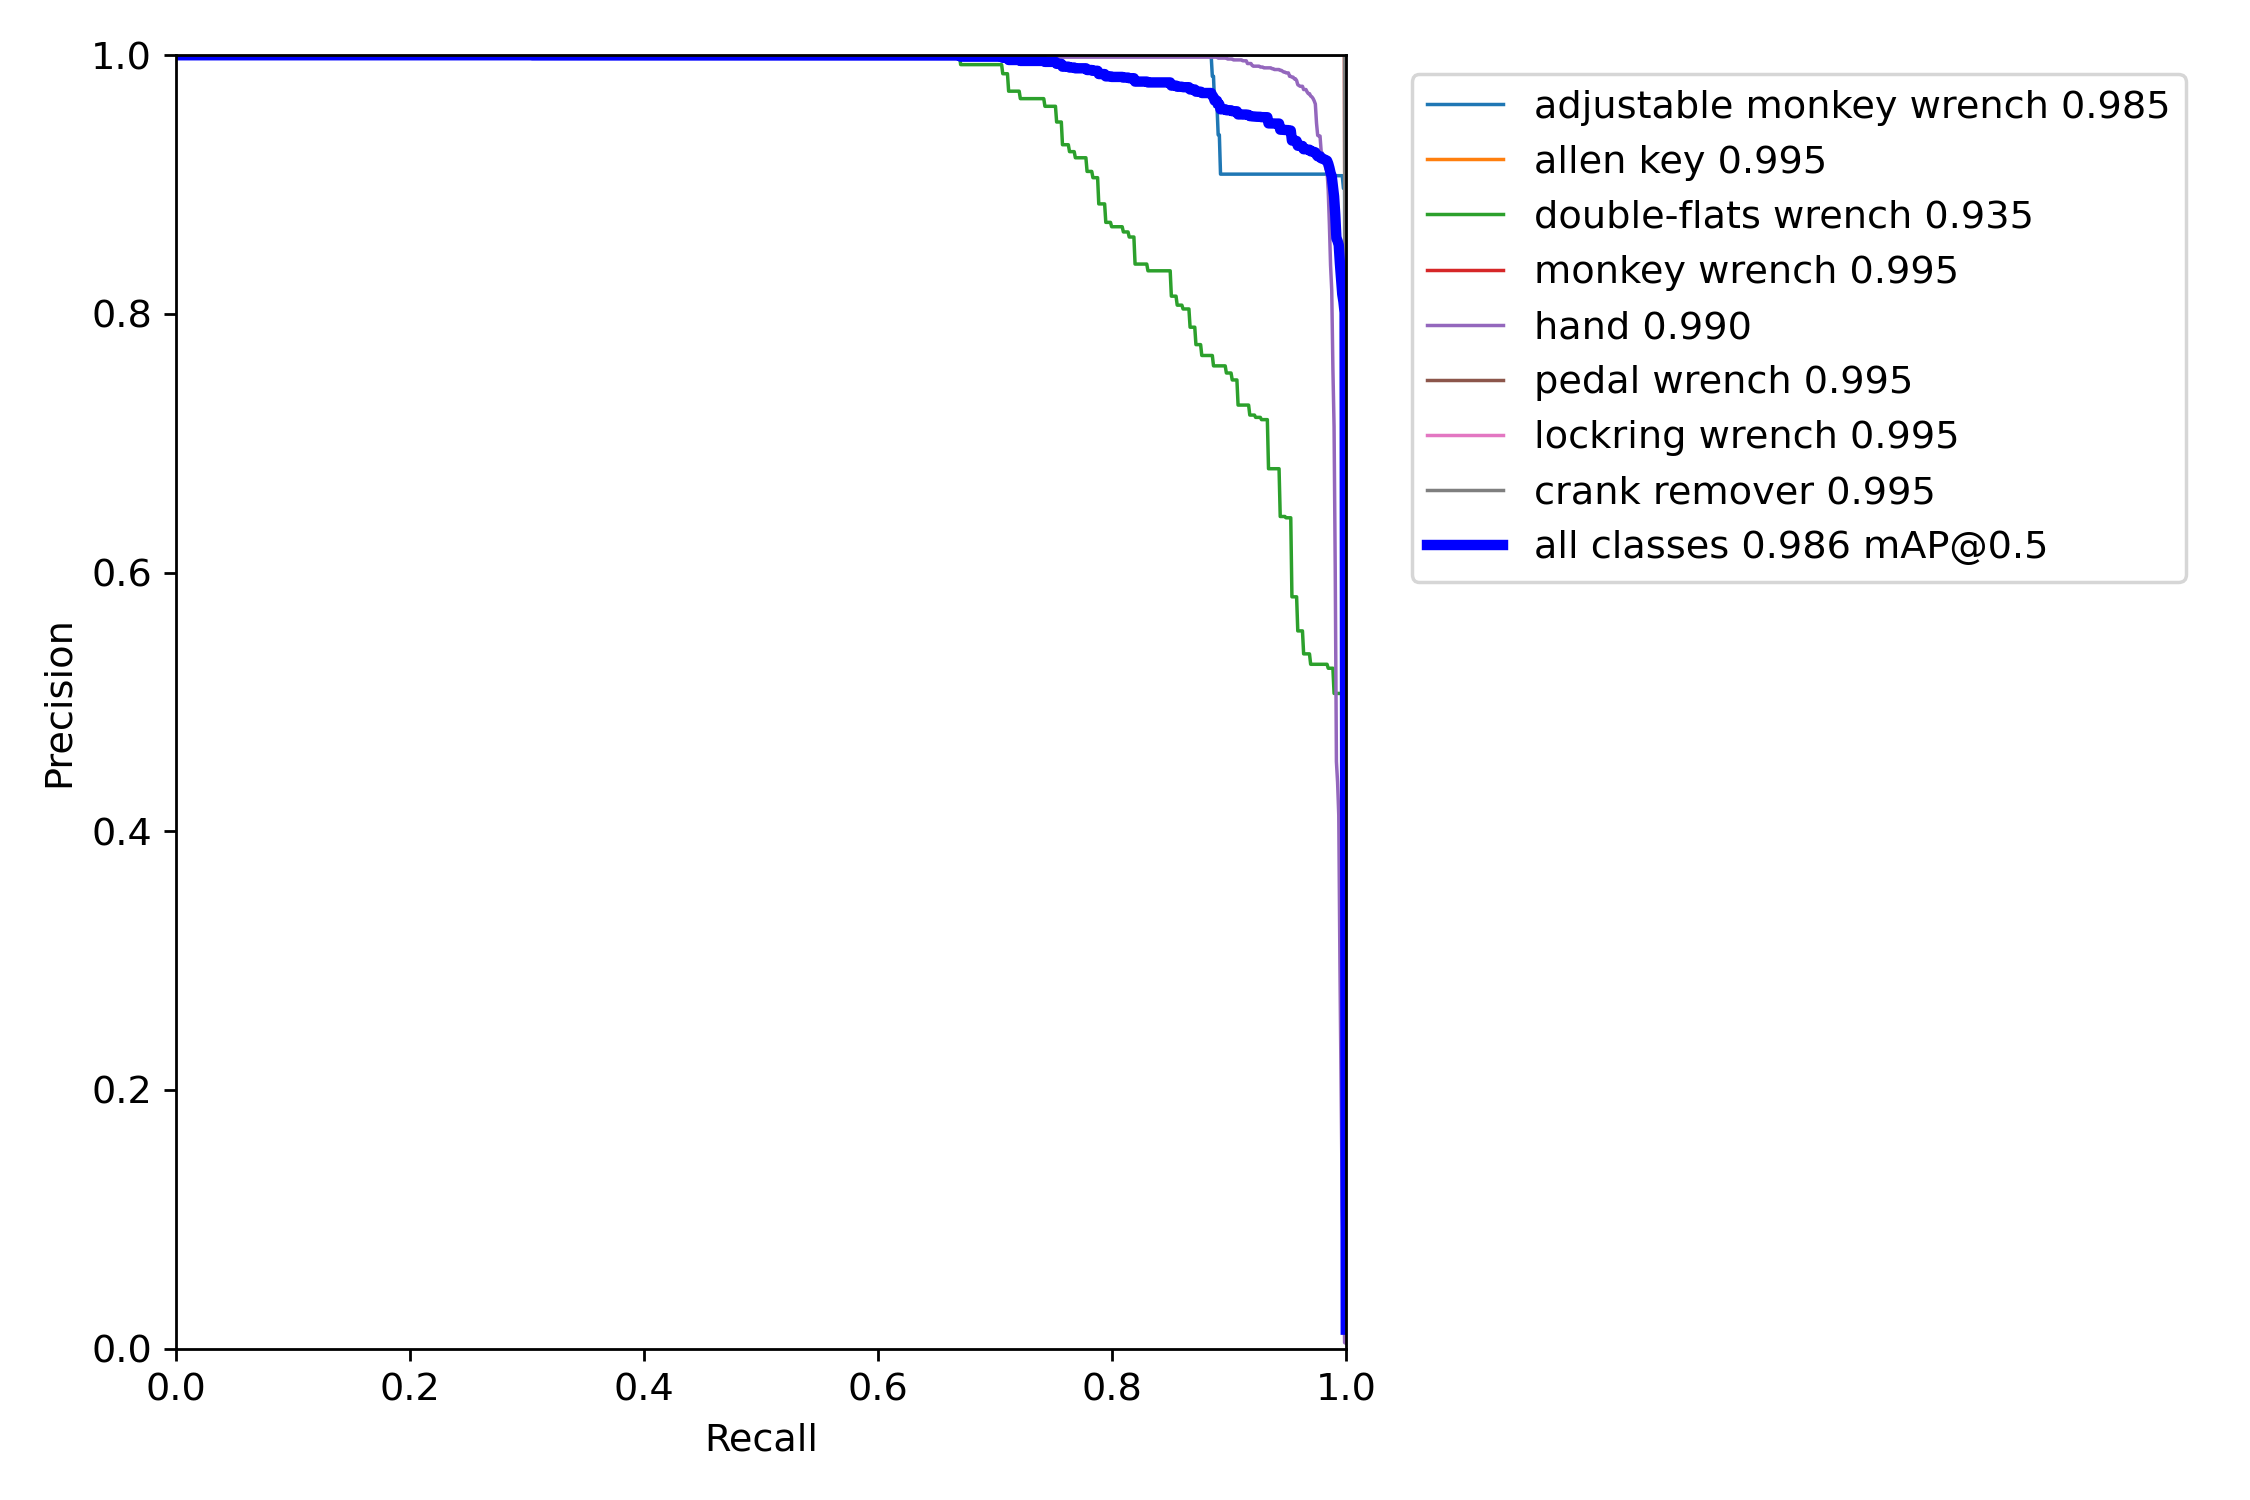 1.0
0.8
0.6
0.4
0.2
0.0
Precision
0.0 0.2 0.4 0.6 0.8 1.0
Recall
adjustable monkey wrench 0.985
allen key 0.995
double-flats wrench 0.935
monkey wrench 0.995
hand 0.990
pedal wrench 0.995
lockring wrench 0.995
crank remover 0.995
all classes 0.986 mAP@0.5